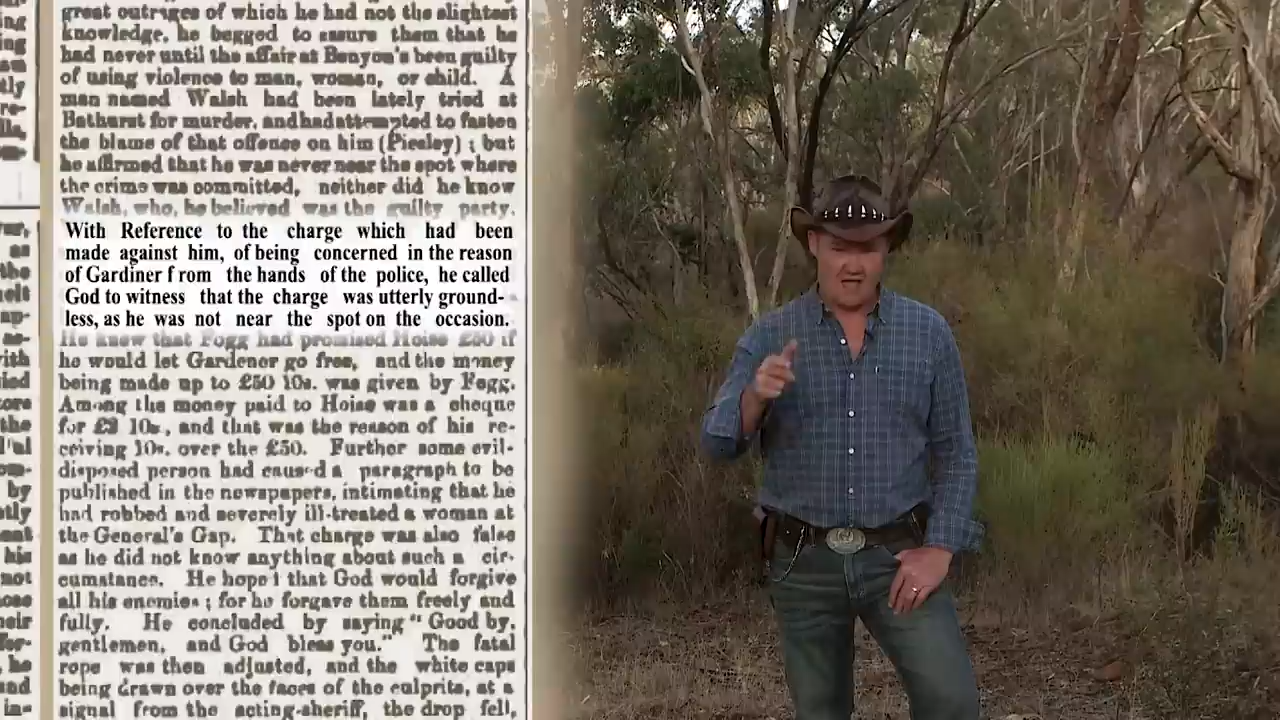 great outrages of which he had not the slightest
knowledge, he begged to assure them that he
had never until the affair at Benyon's been guilty
of using violence to man, woman, or child. A
man named Walsh had been lately tried at
Bathurst for murder, and had attempted to fasten
the blame of that offence on him (Piesley) ; but
he affirmed that he was never near the spot where
the crime was committed, neither did he know
Walsh, who, he believed was the guilty party.
With Reference to the charge which had been
made against him, of being concerned in the reason
of Gardiner from the hands of the police, he called
God to witness that the charge was utterly ground-
less, as he was not near the spot on the occasion.
He knew that Fogg had promised Hoise £50 if
he would let Gardener go free, and the money
being made up to £50 10s. was given by Fogg.
Among the money paid to Hoise was a cheque
for £2 10s., and that was the reason of his re-
ceiving 10s. over the £50. Further some evil-
disposed person had caused a paragraph to be
published in the newspapers, intimating that he
had robbed and severely ill-treated a woman at
the General's Gap. That charge was also false
as he did not know anything about such a cir-
cumstance. He hoped that God would forgive
all his enemies ; for he forgave them freely and
fully. He concluded by saying "Good by,
gentlemen, and God bless you." The fatal
rope was then adjusted, and the white caps
being drawn over the faces of the culprits, at a
signal from the acting-sheriff, the drop fell,